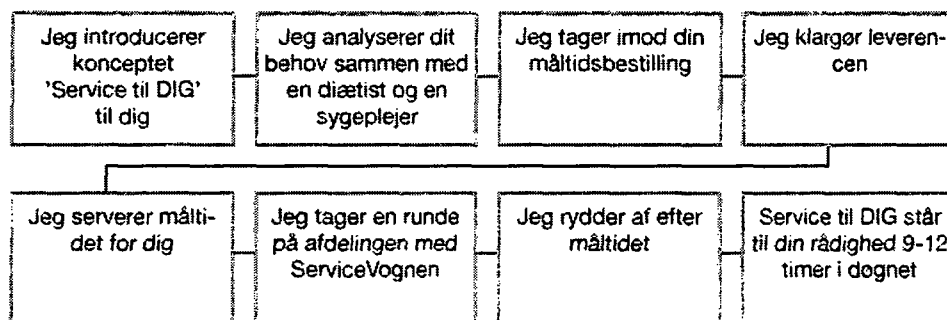 Jeg introducerer
konceptet
'Service til DIG'
til dig
Jeg analyserer dit
behov sammen med
en diætist og en
sygeplejer
Jeg tager imod din
måltidsbestilling
Jeg klargør leveren-
cen
Jeg serverer målti-
det for dig
Jeg tager en runde
på afdelingen med
ServiceVognen
Jeg rydder af efter
måltidet
Service til DIG står
til din rådighed 9-12
timer i døgnet